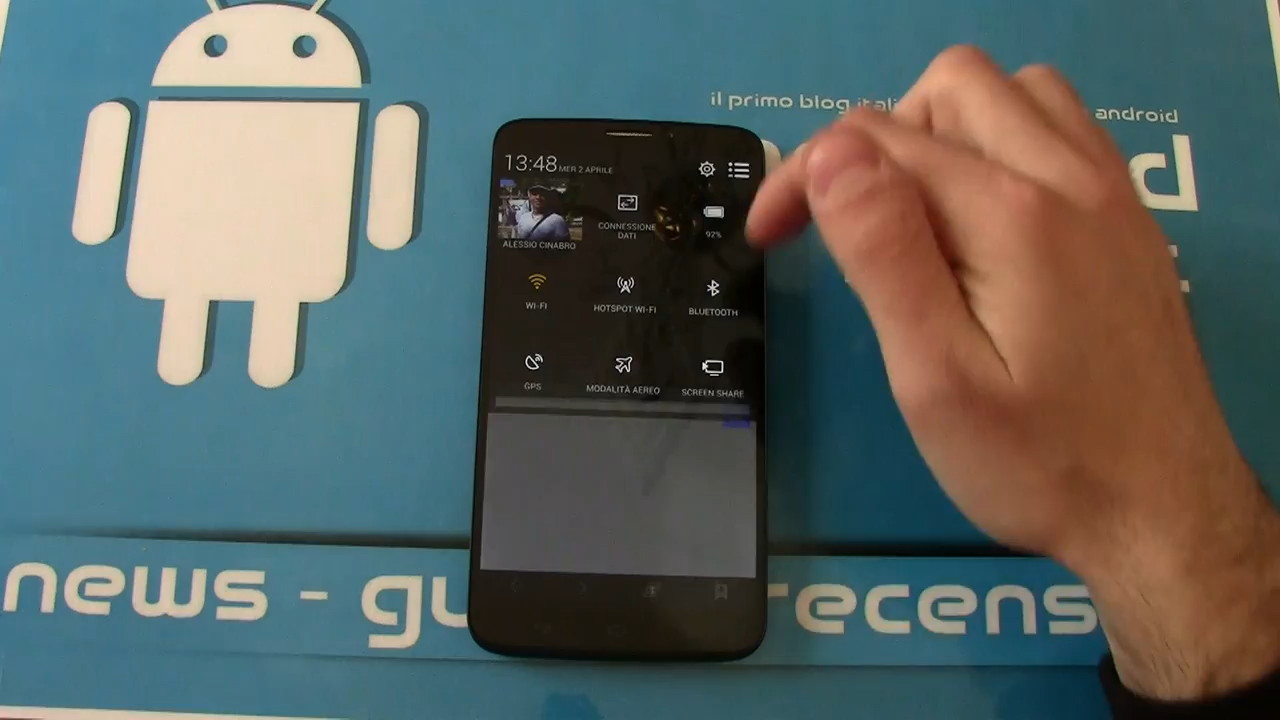 il primo blog itali
android
d
13:48 MER 2 APRILE
ALESSIO CINABRO
CONNESSIONE
DATI
92%
WI-FI
HOTSPOT WI-FI
BLUETOOTH
GPS
MODALITÀ AEREO
SCREEN SHARE
news - gu recens